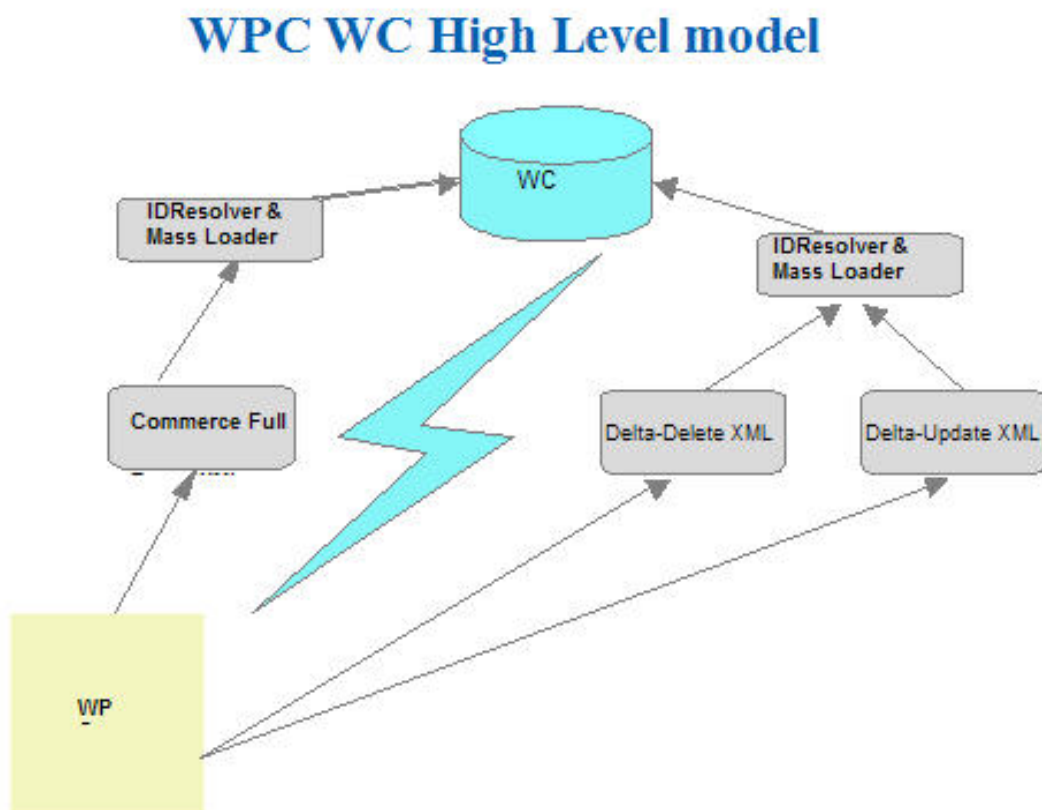 WPC WC High Level model
WC
IDResolver &
Mass Loader
IDResolver &
Mass Loader
Commerce Full
Delta-Delete XML
Delta-Update XML
WP